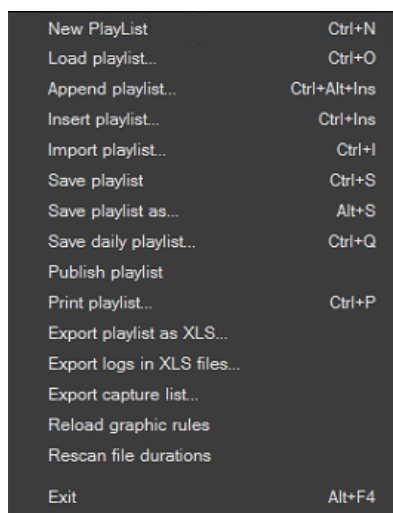 New PlayList Ctrl+N
Load playlist... Ctrl+O
Append playlist... Ctrl+Alt+Ins
Insert playlist... Ctrl+Ins
Import playlist... Ctrl+I
Save playlist Ctrl+S
Save playlist as... Alt+S
Save daily playlist... Ctrl+Q
Publish playlist
Print playlist... Ctrl+P
Export playlist as XLS...
Export logs in XLS files...
Export capture list...
Reload graphic rules
Rescan file durations
Exit Alt+F4